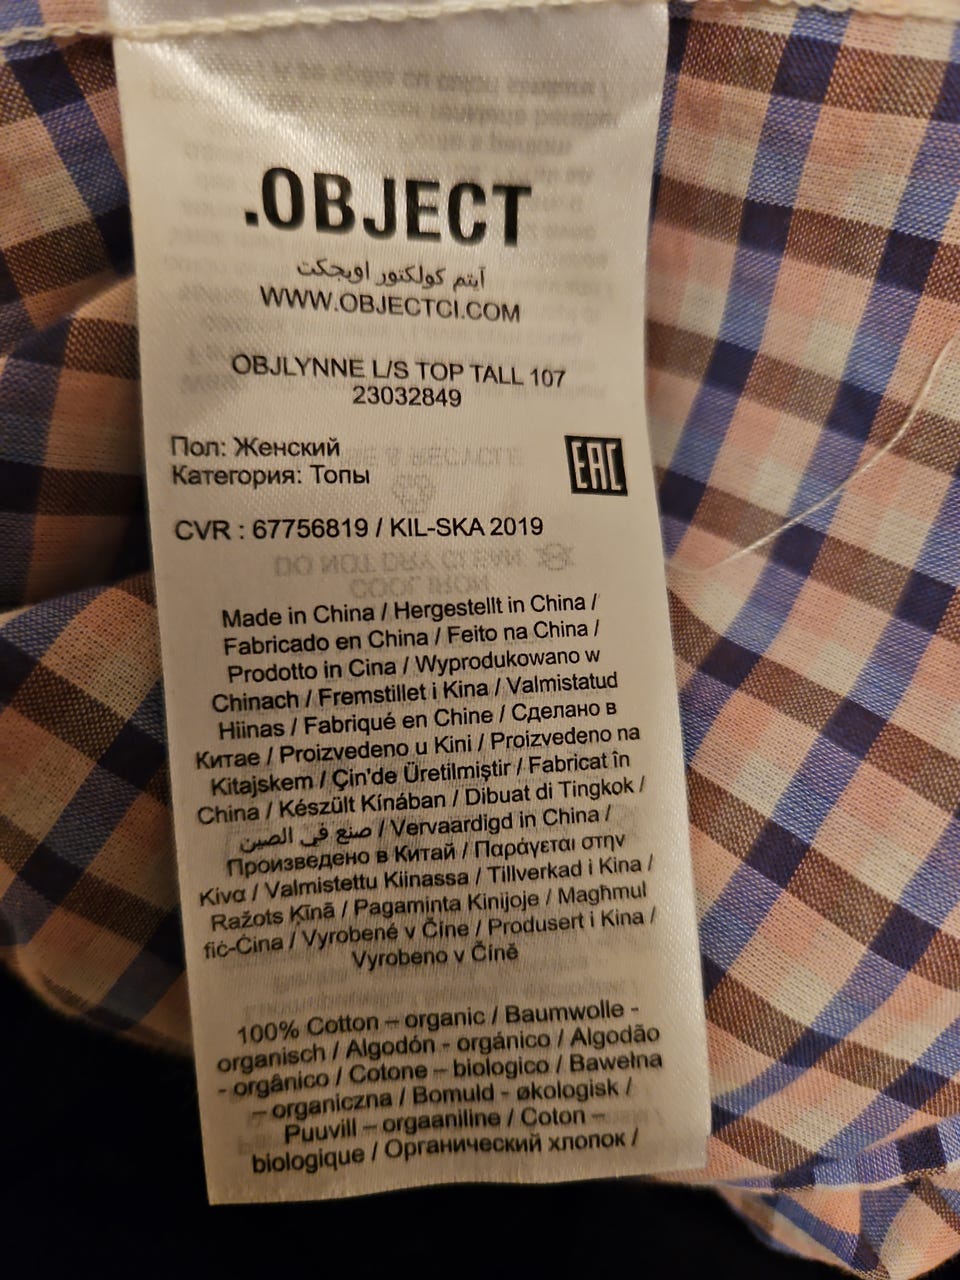 .OBJECT
آيتم كولكتور اوبجكت
WWW.OBJECTCI.COM
OBJLYNNE L/S TOP TALL 107
23032849
Пол: Женский
Категория: Топы
EAC
CVR : 67756819 / KIL-SKA 2019
Made in China / Hergestellt in China /
Fabricado en China / Feito na China /
Prodotto in Cina / Wyprodukowano w
Chinach / Fremstillet i Kina / Valmistatud
Hiinas / Fabriqué en Chine / Сделано в
Китае / Proizvedeno u Kini / Proizvedeno na
Kitajskem / Çin'de Üretilmiştir / Fabricat în
China / Készült Kínában / Dibuat di Tingkok /
صنع في الصين / Vervaardigd in China /
Произведено в Китай / Παράγεται στην
Κίνα / Valmistettu Kiinassa / Tillverkad i Kina /
Ražots Ķīnā / Pagaminta Kinijoje / Magħmul
fiċ-Ċina / Vyrobené v Číne / Produsert i Kina /
Vyrobeno v Číně
100% Cotton – organic / Baumwolle -
organisch / Algodón - orgánico / Algodão
- orgânico / Cotone – biologico / Bawełna
– organiczna / Bomuld - økologisk /
Puuvill – orgaaniline / Coton –
biologique / Органический хлопок /